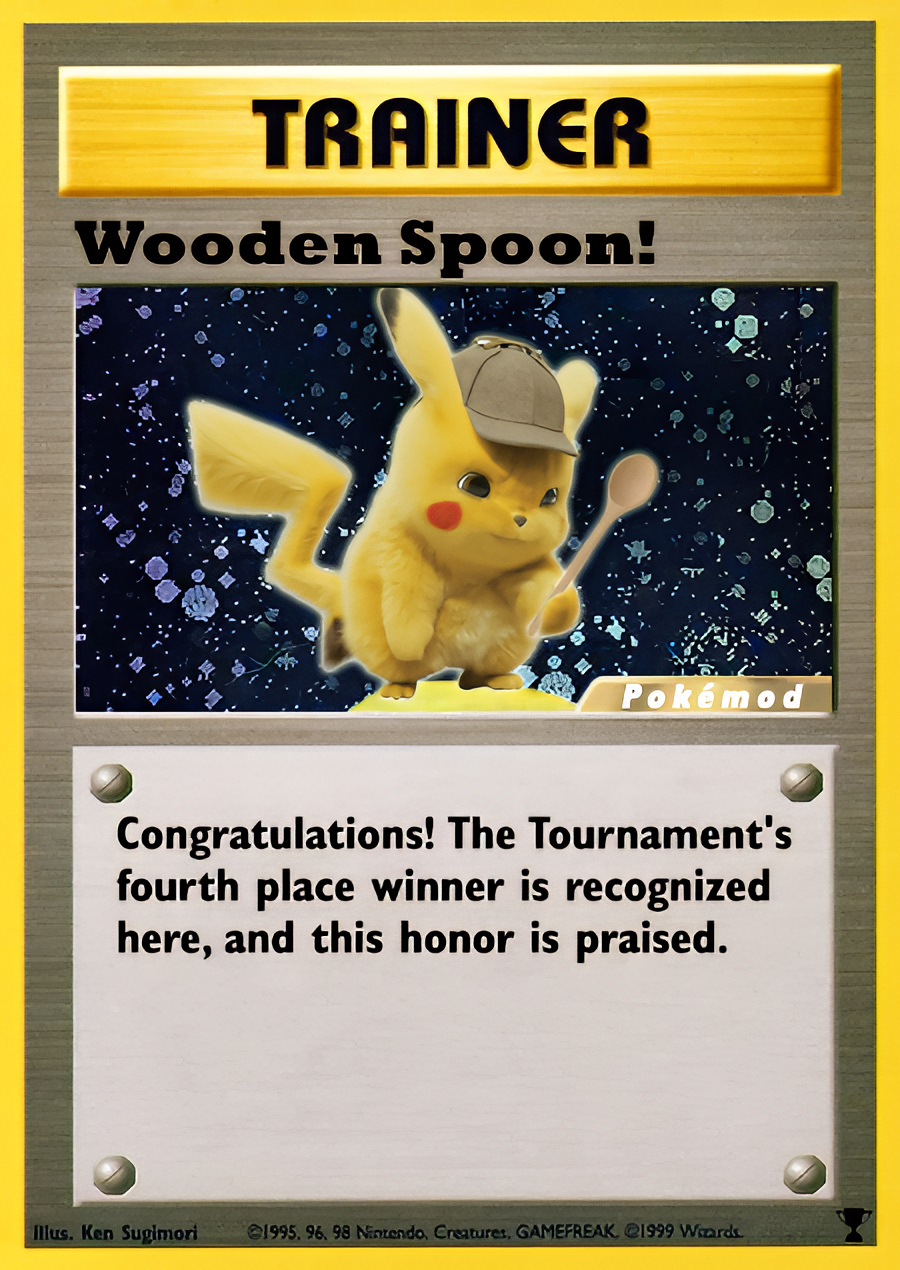 TRAINER
Wooden Spoon!
Pokémod
Congratulations! The Tournament's
fourth place winner is recognized
here, and this honor is praised.
Illus. Ken Sugimori ©1995, 96, 98 Nintendo, Creatures, GAMEFREAK. ©1999 Wizards.